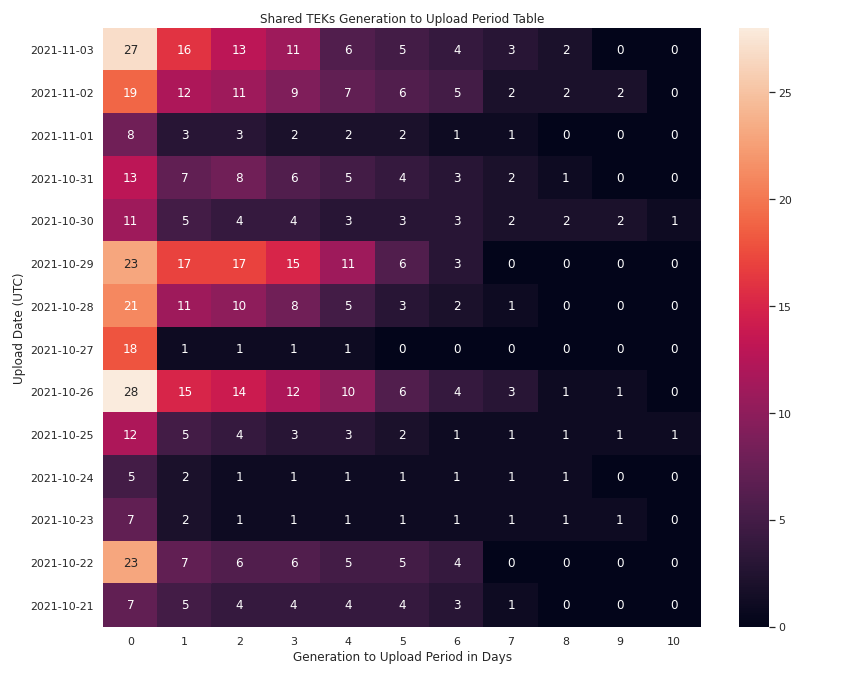 Shared TEKs Generation to Upload Period Table
Upload Date (UTC)
2021-11-03 27 16 13 11 6 5 4 3 2 0 0
2021-11-02 19 12 11 9 7 6 5 2 2 2 0
2021-11-01 8 3 3 2 2 2 1 1 0 0 0
2021-10-31 13 7 8 6 5 4 3 2 1 0 0
2021-10-30 11 5 4 4 3 3 3 2 2 2 1
2021-10-29 23 17 17 15 11 6 3 0 0 0 0
2021-10-28 21 11 10 8 5 3 2 1 0 0 0
2021-10-27 18 1 1 1 1 0 0 0 0 0 0
2021-10-26 28 15 14 12 10 6 4 3 1 1 0
2021-10-25 12 5 4 3 3 2 1 1 1 1 1
2021-10-24 5 2 1 1 1 1 1 1 1 0 0
2021-10-23 7 2 1 1 1 1 1 1 1 1 0
2021-10-22 23 7 6 6 5 5 4 0 0 0 0
2021-10-21 7 5 4 4 4 4 3 1 0 0 0
0 1 2 3 4 5 6 7 8 9 10
Generation to Upload Period in Days
25
20
15
10
5
0